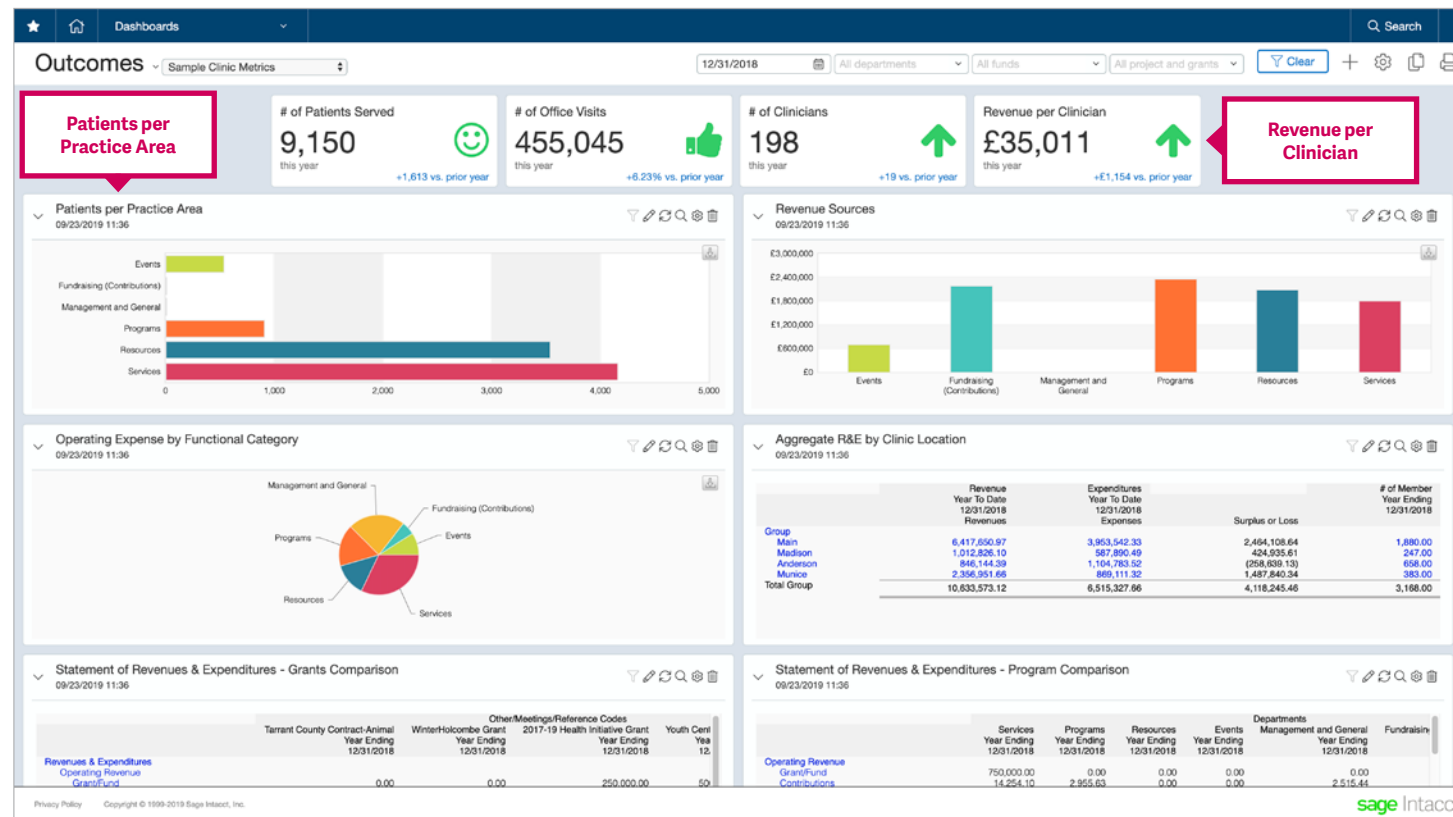 Dashboards
Search
Outcomes
Sample Clinic Metrics
12/31/2018
All departments
All funds
All project and grants
Clear
Patients per
Practice Area
# of Patients Served
9,150
this year
+1,613 vs. prior year
# of Office Visits
455,045
this year
+6.23% vs. prior year
# of Clinicians
198
this year
+19 vs. prior year
Revenue per Clinician
£35,011
this year
+£1,154 vs. prior year
Revenue per
Clinician
Patients per Practice Area
09/23/2019 11:36
Events
Fundraising (Contributions)
Management and General
Programs
Resources
Services
0 1,000 2,000 3,000 4,000 5,000
Revenue Sources
09/23/2019 11:36
£3,000,000
£2,400,000
£1,800,000
£1,200,000
£600,000
£0
Events Fundraising Management and Programs Resources Services
(Contributions) General
Operating Expense by Functional Category
09/23/2019 11:36
Management and General
Fundraising (Contributions)
Programs
Events
Resources
Services
Aggregate R&E by Clinic Location
09/23/2019 11:36
Revenue Expenditures # of Member
Year To Date Year To Date Year Ending
12/31/2018 12/31/2018 12/31/2018
Revenues Expenses Surplus or Loss
Group
Main 6,417,650.97 3,953,542.33 2,464,108.64 1,880.00
Madison 1,012,826.10 587,890.49 424,935.61 247.00
Anderson 846,144.39 1,104,783.52 (258,639.13) 658.00
Munice 2,356,951.66 869,111.32 1,487,840.34 383.00
Total Group 10,633,573.12 6,515,327.66 4,118,245.46 3,168.00
Statement of Revenues & Expenditures - Grants Comparison
09/23/2019 11:36
Other/Meetings/Reference Codes
Tarrant County Contract-Animal WinterHolcombe Grant 2017-19 Health Initiative Grant Youth Cent
Year Ending Year Ending Year Ending Yea
12/31/2018 12/31/2018 12/31/2018 12
Revenues & Expenditures
Operating Revenue
Grant/Fund 0.00 0.00 250,000.00 50
Statement of Revenues & Expenditures - Program Comparison
09/23/2019 11:36
Departments
Services Programs Resources Events Management and General Fundraisin
Year Ending Year Ending Year Ending Year Ending Year Ending
12/31/2018 12/31/2018 12/31/2018 12/31/2018 12/31/2018
Operating Revenue
Grant/Fund 750,000.00 0.00 0.00 0.00 0.00
Contributions 14,254.10 2,955.63 0.00 0.00 2,515.44
Privacy Policy Copyright © 1999-2019 Sage Intacct, Inc.
sage Intacc